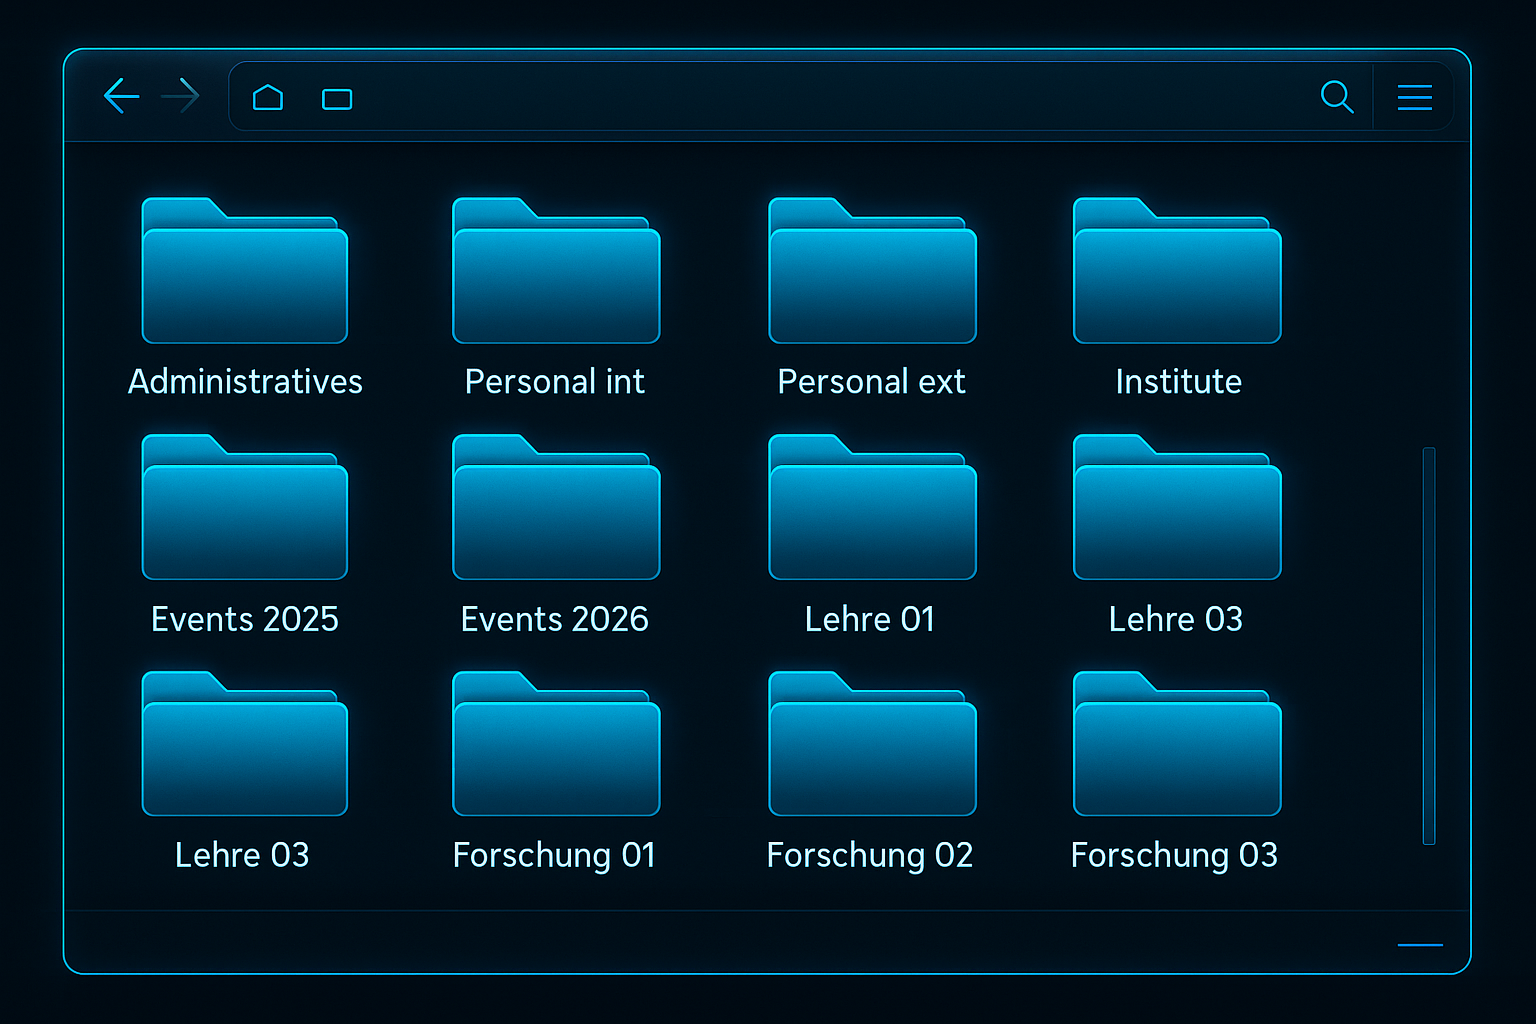 Administratives
Personal int
Personal ext
Institute
Events 2025
Events 2026
Lehre 01
Lehre 03
Lehre 03
Forschung 01
Forschung 02
Forschung 03